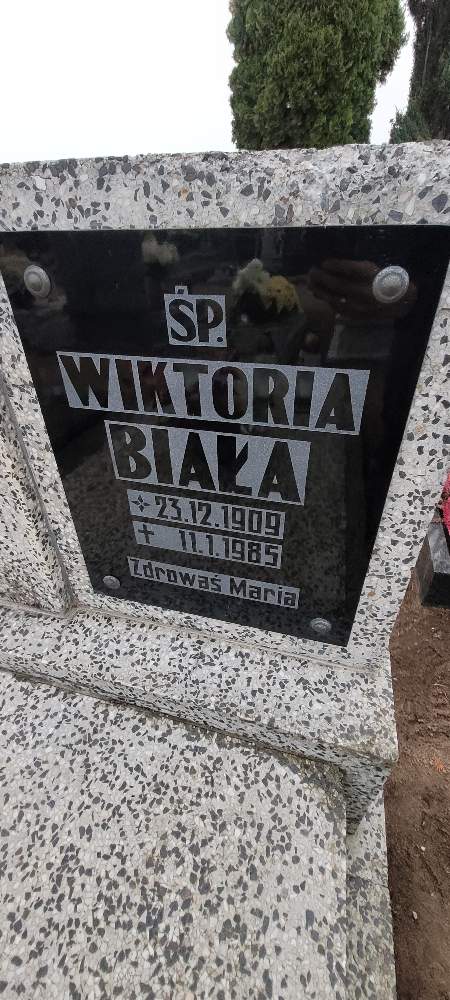 ŚP.
WIKTORIA
BIAŁA
✧ 23.12.1909
✝ 11.1.1985
Zdrowaś Maria